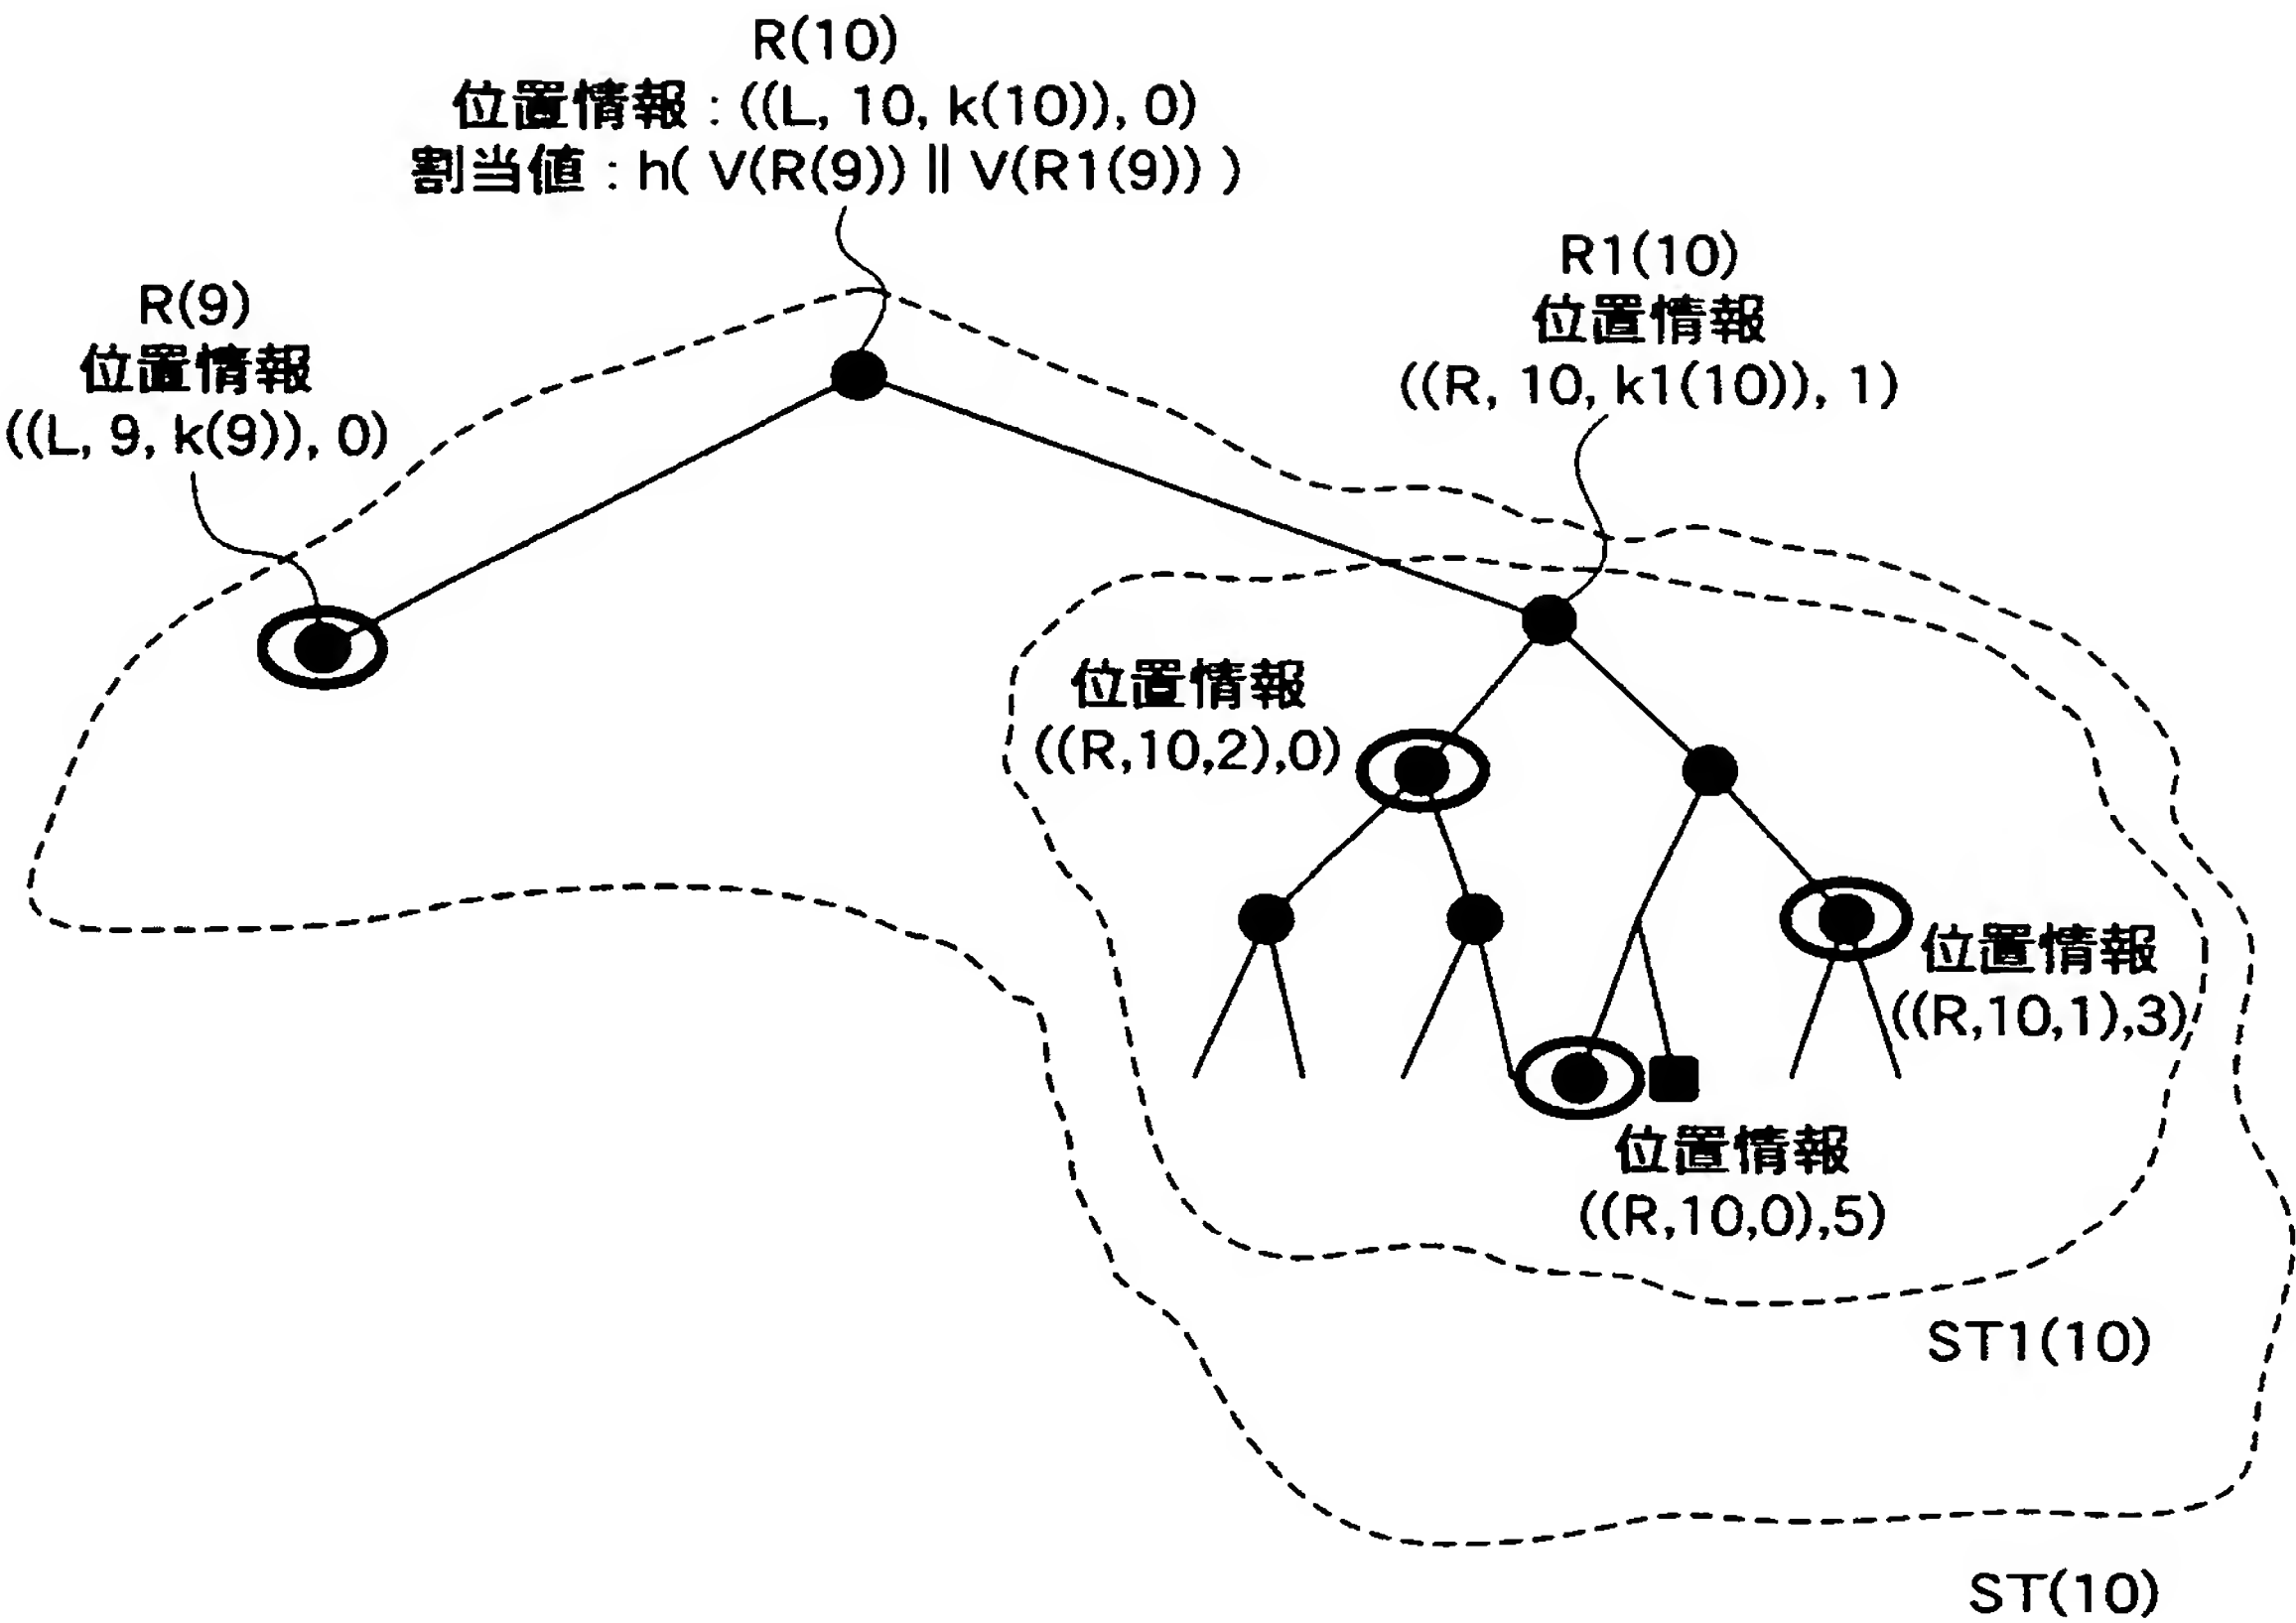 R(10)
位置情報 : ((L, 10, k(10)), 0)
割当値 : h( V(R(9)) || V(R1(9)) )
R(9)
位置情報
((L, 9, k(9)), 0)
R1(10)
位置情報
((R, 10, k1(10)), 1)
位置情報
((R,10,2),0)
位置情報
((R,10,1),3)
位置情報
((R,10,0),5)
ST1(10)
ST(10)